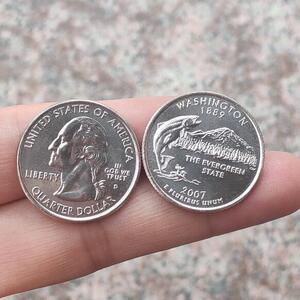 UNITED STATES OF AMERICA
LIBERTY
IN
GOD WE
TRUST
D
QUARTER DOLLAR
WASHINGTON
1889
THE EVERGREEN
STATE
2007
E PLURIBUS UNUM